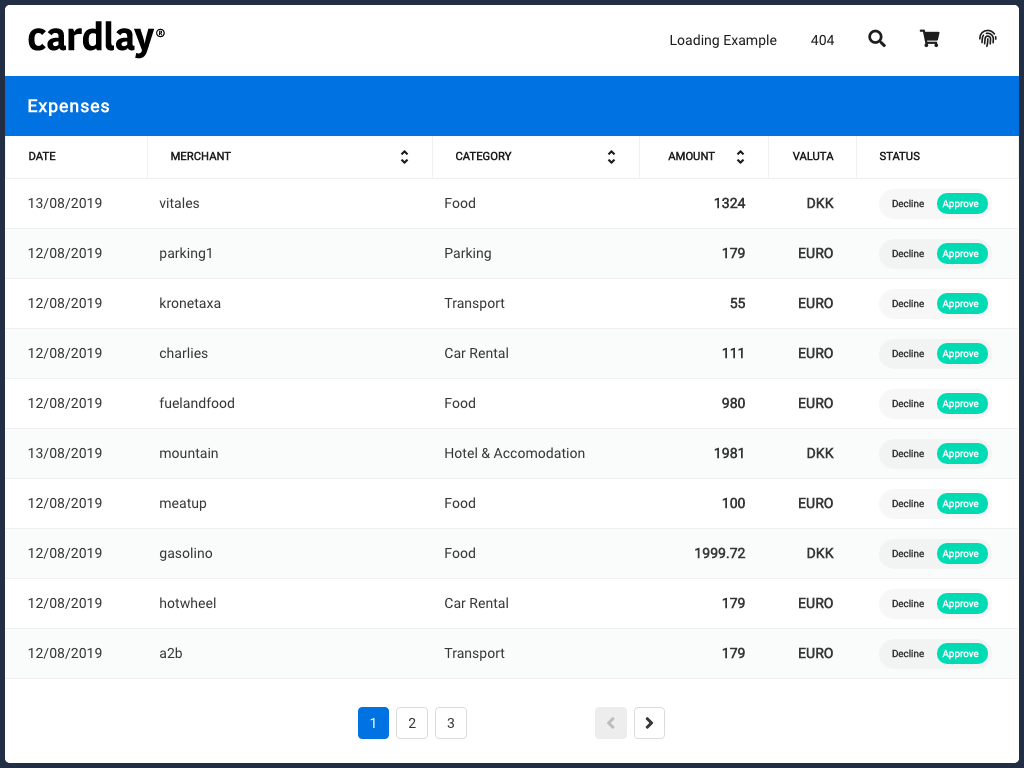 cardlay®
Loading Example 404
Expenses
DATE MERCHANT CATEGORY AMOUNT VALUTA STATUS
13/08/2019 vitales Food 1324 DKK Decline Approve
12/08/2019 parking1 Parking 179 EURO Decline Approve
12/08/2019 kronetaxa Transport 55 EURO Decline Approve
12/08/2019 charlies Car Rental 111 EURO Decline Approve
12/08/2019 fuelandfood Food 980 EURO Decline Approve
13/08/2019 mountain Hotel & Accomodation 1981 DKK Decline Approve
12/08/2019 meatup Food 100 EURO Decline Approve
12/08/2019 gasolino Food 1999.72 DKK Decline Approve
12/08/2019 hotwheel Car Rental 179 EURO Decline Approve
12/08/2019 a2b Transport 179 EURO Decline Approve
1 2 3